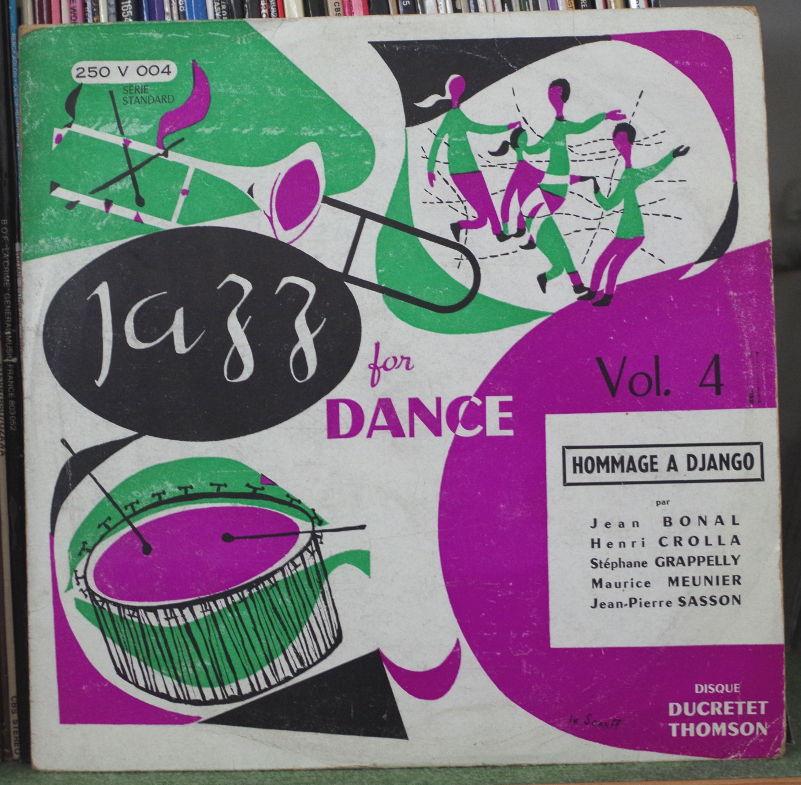 250 V 004
SÉRIE
STANDARD
Jazz
for
DANCE
Vol. 4
HOMMAGE A DJANGO
par
Jean BONAL
Henri CROLLA
Stéphane GRAPPELLY
Maurice MEUNIER
Jean-Pierre SASSON
DISQUE
DUCRETET
THOMSON